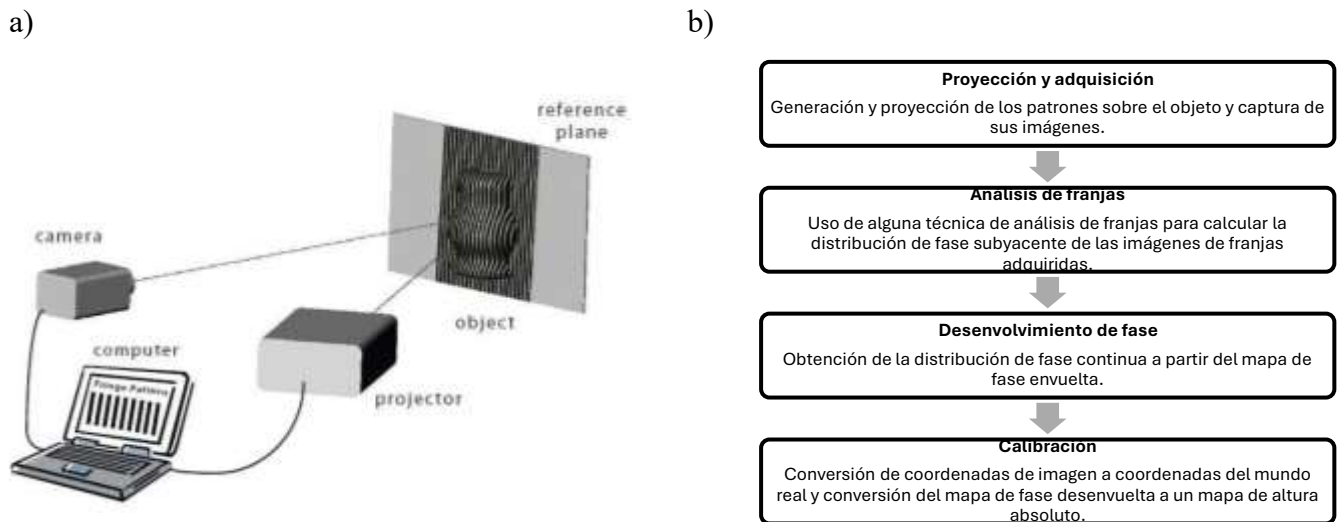 a)
b)
reference
plane
camera
object
computer
Fringe Pattern
projector
Proyección y adquisición
Generación y proyección de los patrones sobre el objeto y captura de
sus imágenes.
Análisis de franjas
Uso de alguna técnica de análisis de franjas para calcular la
distribución de fase subyacente de las imágenes de franjas
adquiridas.
Desenvolvimiento de fase
Obtención de la distribución de fase continua a partir del mapa de
fase envuelta.
Calibración
Conversión de coordenadas de imagen a coordenadas del mundo
real y conversión del mapa de fase desenvuelta a un mapa de altura
absoluto.